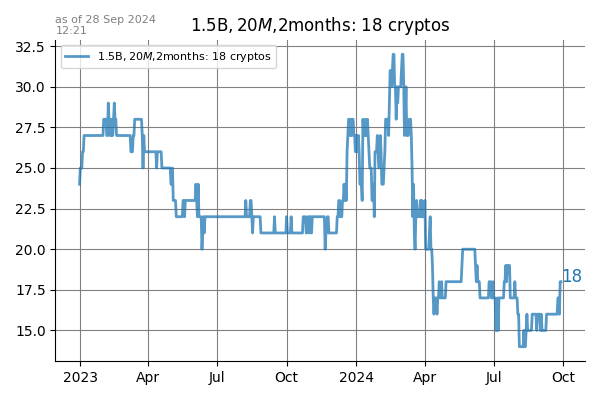 as of 28 Sep 2024
12:21
1.5B, 20M,2months: 18 cryptos
1.5B, 20M,2months: 18 cryptos
32.5
30.0
27.5
25.0
22.5
20.0
17.5
15.0
18
2023 Apr Jul Oct 2024 Apr Jul Oct